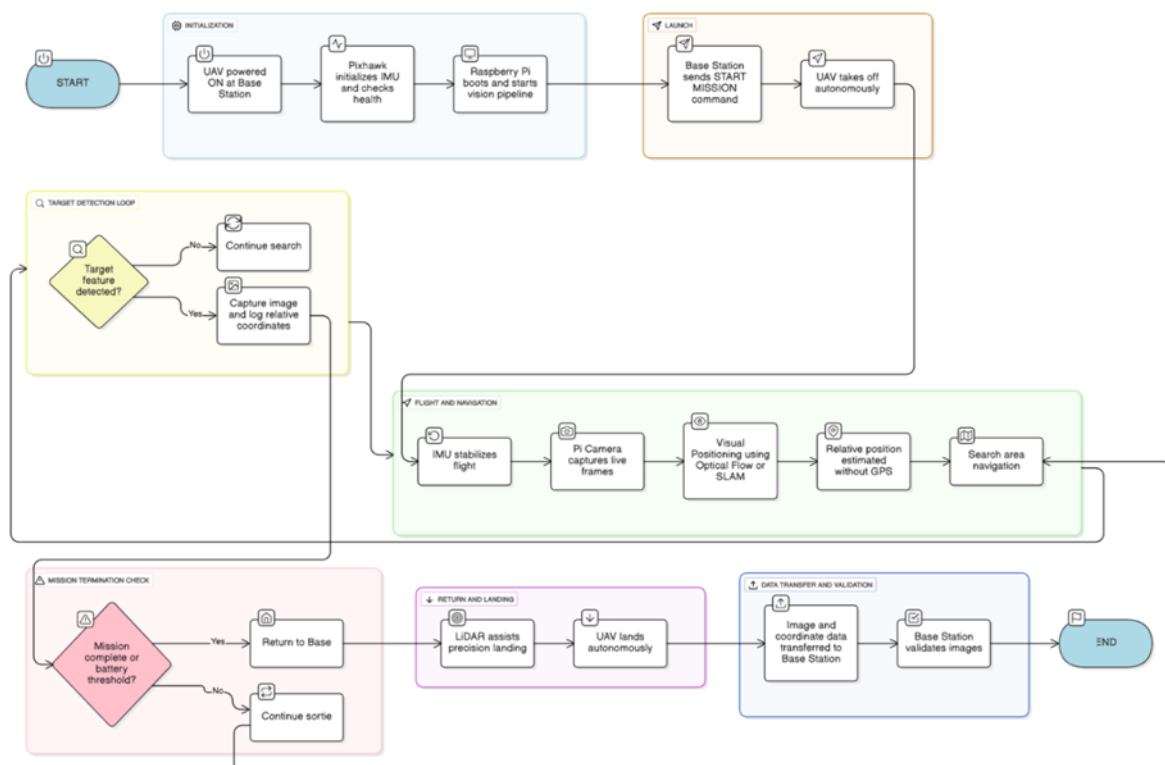 INITIALIZATION
LAUNCH
START
UAV powered
ON at Base
Station
Pixhawk
initializes IMU
and checks
health
Raspberry Pi
boots and starts
vision pipeline
Base Station
sends START
MISSION
command
UAV takes off
autonomously
TARGET DETECTION LOOP
Target
feature
detected?
No
Continue search
Yes
Capture image
and log relative
coordinates
FLIGHT AND NAVIGATION
IMU stabilizes
flight
Pi Camera
captures live
frames
Visual
Positioning using
Optical Flow or
SLAM
Relative position
estimated
without GPS
Search area
navigation
MISSION TERMINATION CHECK
Mission
complete or
battery
threshold?
Yes
Return to Base
No
Continue sortie
RETURN AND LANDING
LiDAR assists
precision landing
UAV lands
autonomously
DATA TRANSFER AND VALIDATION
Image and
coordinate data
transferred to
Base Station
Base Station
validates images
END